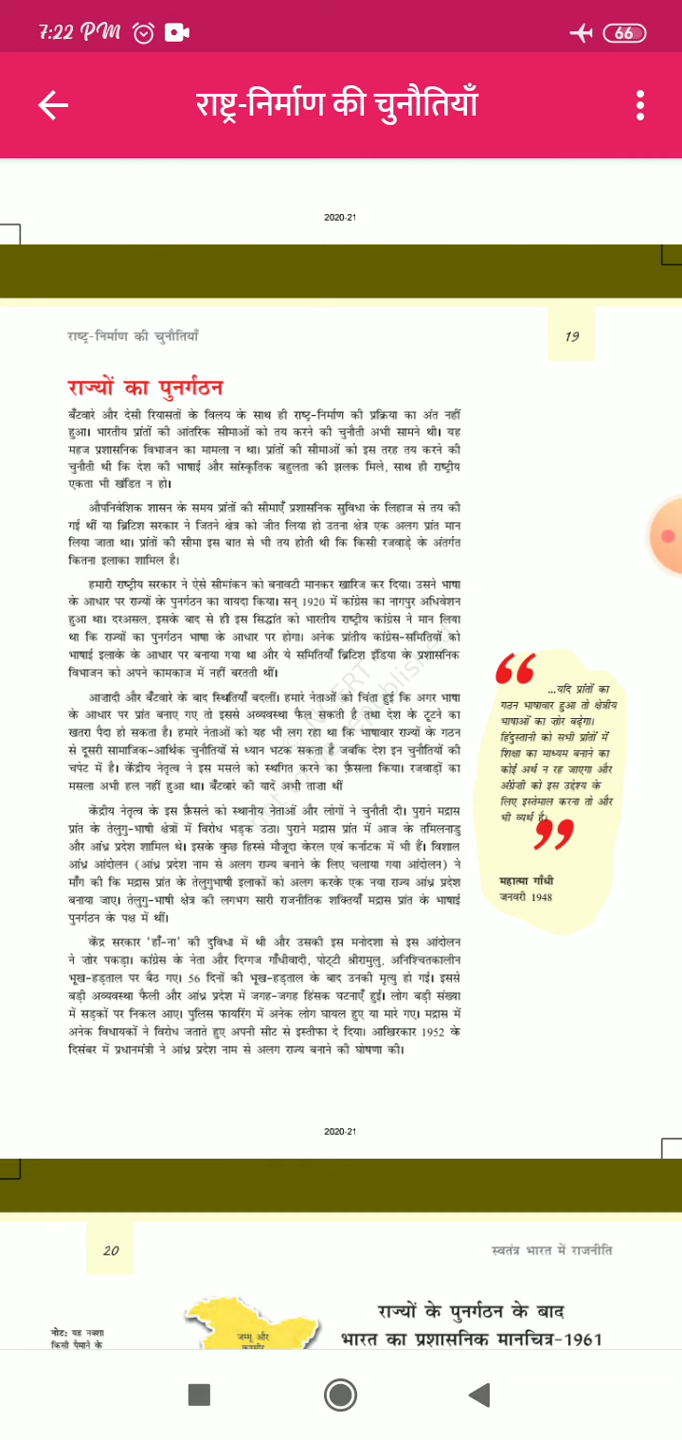 7:22 PM
66
राष्ट्र-निर्माण की चुनौतियाँ
2020-21
राष्ट्र-निर्माण की चुनौतियाँ
19
राज्यों का पुनर्गठन
बँटवारे और देसी रियासतों के विलय के साथ ही राष्ट्र-निर्माण की प्रक्रिया का अंत नहीं
हुआ। भारतीय प्रांतों की आंतरिक सीमाओं को तय करने की चुनौती अभी सामने थी। यह
महज प्रशासनिक विभाजन का मामला न था। प्रांतों की सीमाओं को इस तरह तय करने की
चुनौती थी कि देश की भाषाई और सांस्कृतिक बहुलता की झलक मिले, साथ ही राष्ट्रीय
एकता भी खंडित न हो।
औपनिवेशिक शासन के समय प्रांतों की सीमाएँ प्रशासनिक सुविधा के लिहाज से तय की
गई थीं या ब्रिटिश सरकार ने जितने क्षेत्र को जीत लिया हो उतना क्षेत्र एक अलग प्रांत मान
लिया जाता था। प्रांतों की सीमा इस बात से भी तय होती थी कि किसी रजवाड़े के अंतर्गत
कितना इलाका शामिल है।
हमारी राष्ट्रीय सरकार ने ऐसे सीमांकन को बनावटी मानकर खारिज कर दिया। उसने भाषा
के आधार पर राज्यों के पुनर्गठन का वायदा किया। सन् 1920 में कांग्रेस का नागपुर अधिवेशन
हुआ था। दरअसल, इसके बाद से ही इस सिद्धांत को भारतीय राष्ट्रीय कांग्रेस ने मान लिया
था कि राज्यों का पुनर्गठन भाषा के आधार पर होगा। अनेक प्रांतीय कांग्रेस-समितियों को
भाषाई इलाके के आधार पर बनाया गया था और ये समितियाँ ब्रिटिश इंडिया के प्रशासनिक
विभाजन को अपने कामकाज में नहीं बरतती थीं।
आज़ादी और बँटवारे के बाद स्थितियाँ बदलीं। हमारे नेताओं को चिंता हुई कि अगर भाषा
के आधार पर प्रांत बनाए गए तो इससे अव्यवस्था फैल सकती है तथा देश के टूटने का
खतरा पैदा हो सकता है। हमारे नेताओं को यह भी लग रहा था कि भाषावार राज्यों के गठन
से दूसरी सामाजिक-आर्थिक चुनौतियों से ध्यान भटक सकता है जबकि देश इन चुनौतियों की
चपेट में है। केंद्रीय नेतृत्व ने इस मसले को स्थगित करने का फ़ैसला किया। रजवाड़ों का
मसला अभी हल नहीं हुआ था। बँटवारे की यादें अभी ताज़ा थीं
केंद्रीय नेतृत्व के इस फ़ैसले को स्थानीय नेताओं और लोगों ने चुनौती दी। पुराने मद्रास
प्रांत के तेलुगु-भाषी क्षेत्रों में विरोध भड़क उठा। पुराने मद्रास प्रांत में आज के तमिलनाडु
और आंध्र प्रदेश शामिल थे। इसके कुछ हिस्से मौजूदा केरल एवं कर्नाटक में भी हैं। विशाल
आंध्र आंदोलन (आंध्र प्रदेश नाम से अलग राज्य बनाने के लिए चलाया गया आंदोलन) ने
माँग की कि मद्रास प्रांत के तेलुगुभाषी इलाकों को अलग करके एक नया राज्य आंध्र प्रदेश
बनाया जाए। तेलुगु-भाषी क्षेत्र की लगभग सारी राजनीतिक शक्तियाँ मद्रास प्रांत के भाषाई
पुनर्गठन के पक्ष में थीं।
केंद्र सरकार 'हाँ-ना' की दुविधा में थी और उसकी इस मनोदशा से इस आंदोलन
ने ज़ोर पकड़ा। कांग्रेस के नेता और दिग्गज गाँधीवादी, पोट्टी श्रीरामुलु, अनिश्चितकालीन
भूख-हड़ताल पर बैठ गए। 56 दिनों की भूख-हड़ताल के बाद उनकी मृत्यु हो गई। इससे
बड़ी अव्यवस्था फैली और आंध्र प्रदेश में जगह-जगह हिंसक घटनाएँ हुईं। लोग बड़ी संख्या
में सड़कों पर निकल आए। पुलिस फायरिंग में अनेक लोग घायल हुए या मारे गए। मद्रास में
अनेक विधायकों ने विरोध जताते हुए अपनी सीट से इस्तीफा दे दिया। आखिरकार 1952 के
दिसंबर में प्रधानमंत्री ने आंध्र प्रदेश नाम से अलग राज्य बनाने की घोषणा की।
“
...यदि प्रांतों का
गठन भाषावार हुआ तो क्षेत्रीय
भाषाओं का ज़ोर बढ़ेगा।
हिंदुस्तानी को सभी प्रांतों में
शिक्षा का माध्यम बनाने का
कोई अर्थ न रह जाएगा और
अंग्रेज़ी को इस उद्देश्य के
लिए इस्तेमाल करना तो और
भी व्यर्थ है।
”
महात्मा गाँधी
जनवरी 1948
2020-21
20
स्वतंत्र भारत में राजनीति
राज्यों के पुनर्गठन के बाद
भारत का प्रशासनिक मानचित्र-1961
नोट: यह नक्शा
किसी पैमाने के
जम्मू और
कश्मीर